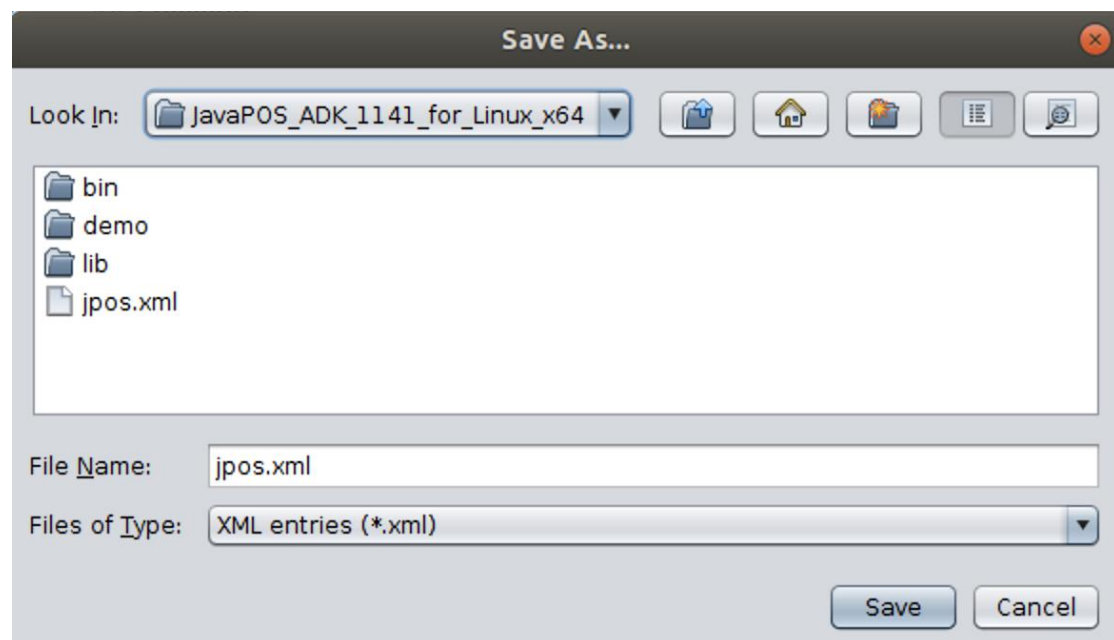 Save As...
Look In: JavaPOS_ADK_1141_for_Linux_x64
bin
demo
lib
jpos.xml
File Name: jpos.xml
Files of Type: XML entries (*.xml)
Save Cancel